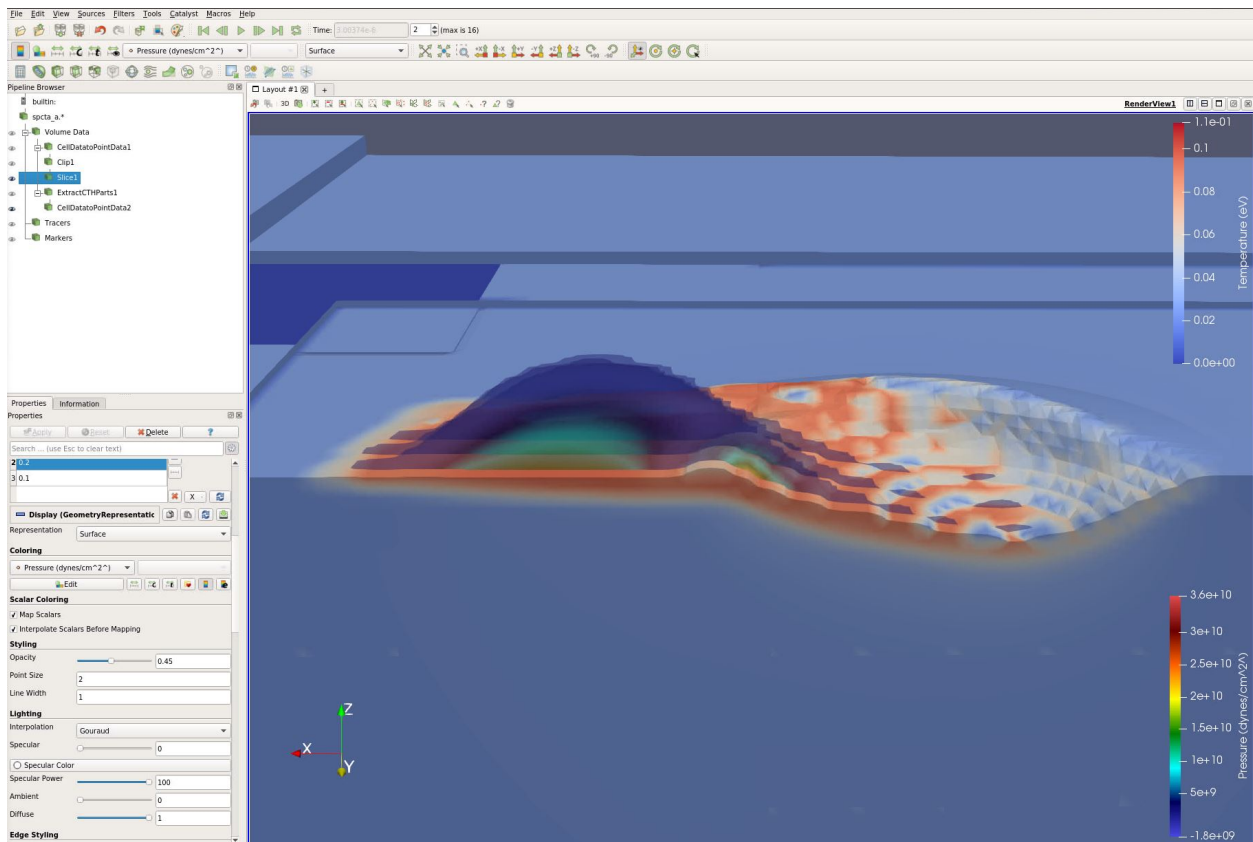 File Edit View Sources Filters Tools Catalyst Macros Help
Time: 3.00374e-6 2 (max is 16)
Pressure (dynes/cm^2^) Surface
Pipeline Browser
builtin:
spcta_a.*
Volume Data
CellDatatoPointData1
Clip1
Slice1
ExtractCTHParts1
CellDatatoPointData2
Tracers
Markers
Properties Information
Properties
Apply Reset Delete ?
Search ... (use Esc to clear text)
2 0.2
3 0.1
X
Display (GeometryRepresentatic
Representation Surface
Coloring
Pressure (dynes/cm^2^)
Edit
Scalar Coloring
Map Scalars
Interpolate Scalars Before Mapping
Styling
Opacity 0.45
Point Size 2
Line Width 1
Lighting
Interpolation Gouraud
Specular 0
Specular Color
Specular Power 100
Ambient 0
Diffuse 1
Edge Styling
Layout #1 +
3D RenderView1
1.1e-01
0.1
0.08
0.06
0.04
0.02
0.0e+00
Temperature (eV)
3.6e+10
3e+10
2.5e+10
2e+10
1.5e+10
1e+10
5e+9
-1.8e+09
Pressure (dynes/cm^2^)
Z
X
Y